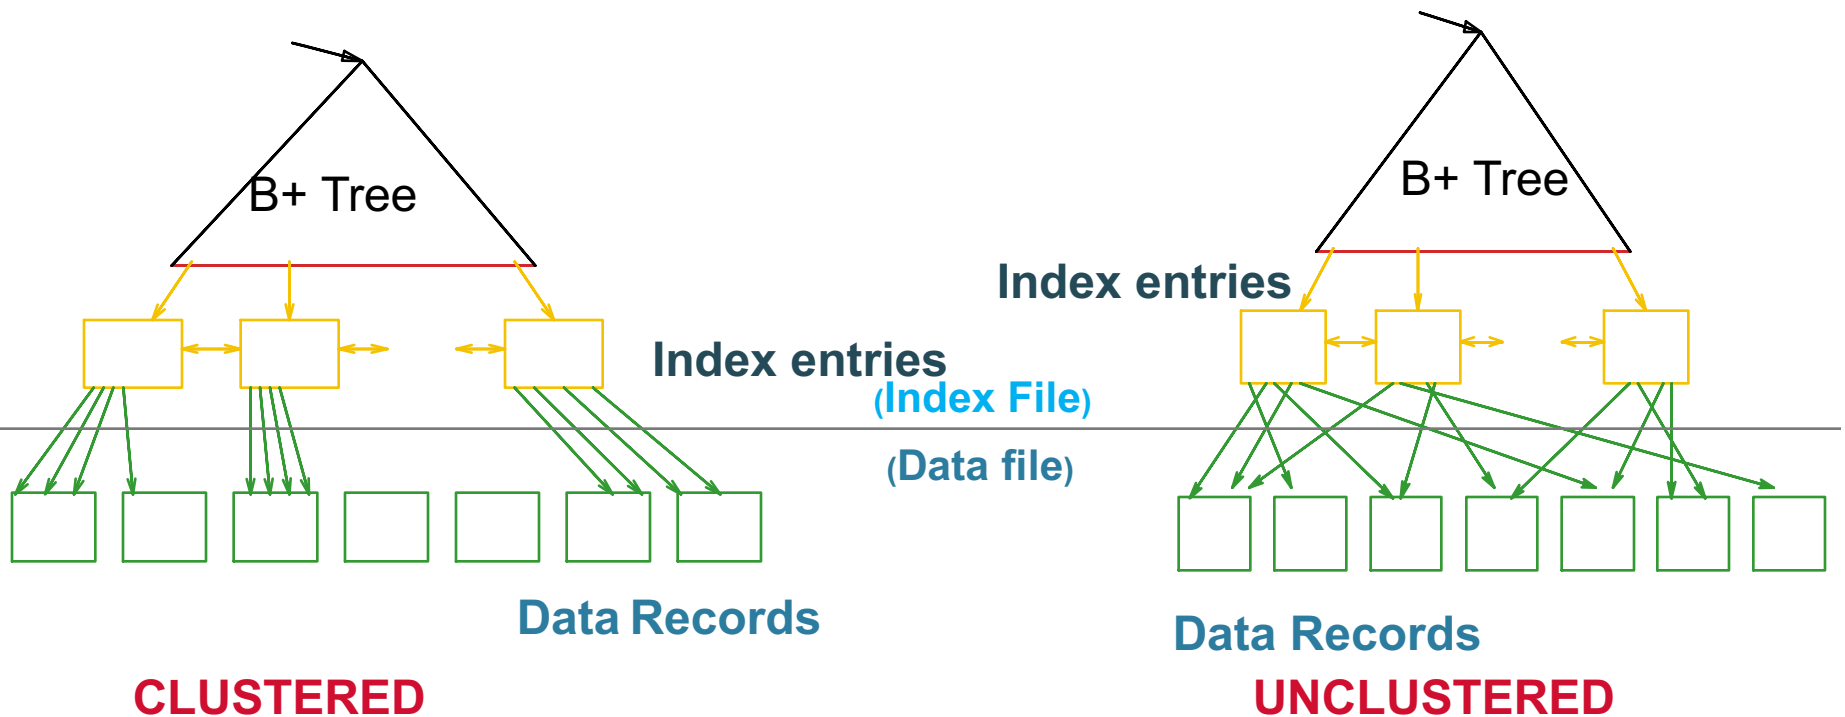 B+ Tree
Index entries
(Index File)
(Data file)
Data Records
CLUSTERED
B+ Tree
Index entries
Data Records
UNCLUSTERED